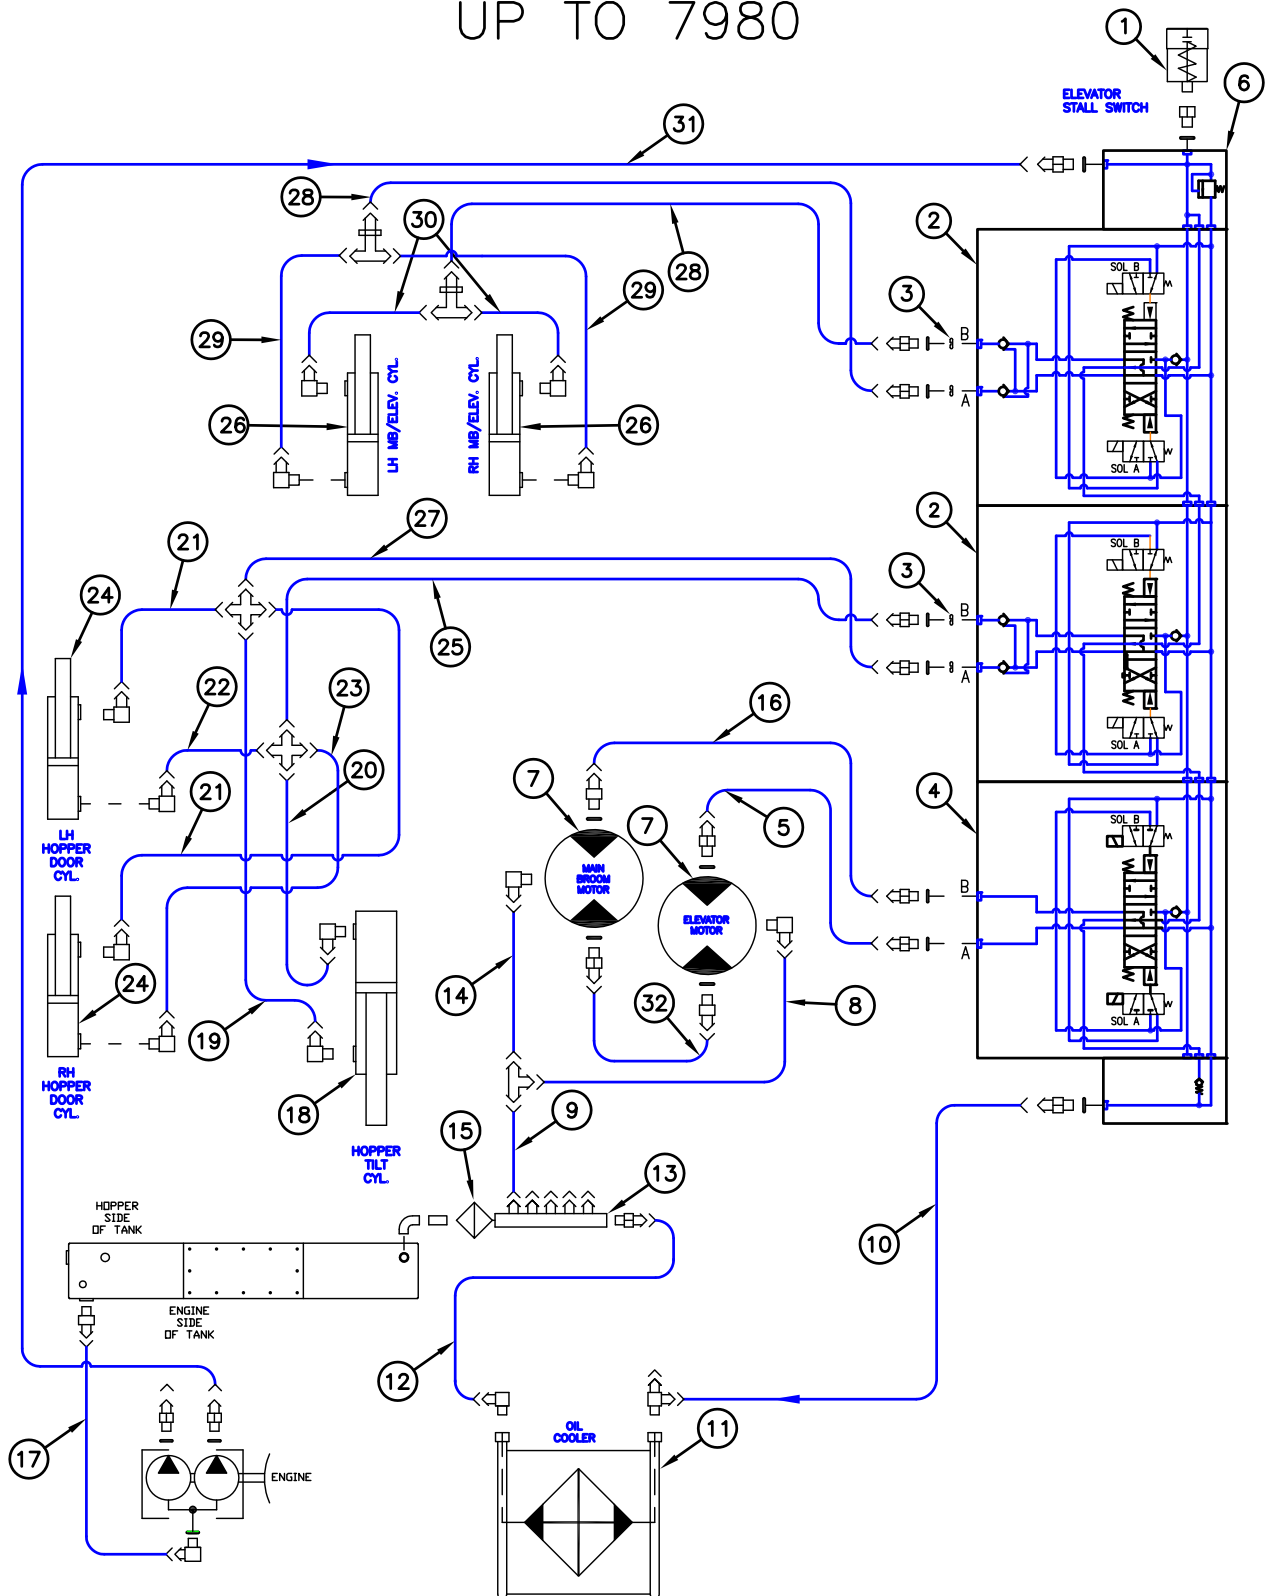 UP TO 7980
1
6
ELEVATOR
STALL SWITCH
31
28
30
28
2
3
29
29
B
A
SOL B
SOL A
26
26
LH MB/ELEV. CYL.
RH MB/ELEV. CYL.
27
2
21
3
24
25
B
A
SOL B
SOL A
22
23
16
20
7
4
21
7
5
SOL B
LH
HOPPER
DOOR
CYL.
MAIN
BROOM
MOTOR
ELEVATOR
MOTOR
B
A
24
14
32
8
19
SOL A
RH
HOPPER
DOOR
CYL.
18
9
15
HOPPER
TILT
CYL.
13
HOPPER
SIDE
OF TANK
10
ENGINE
SIDE
OF TANK
12
17
OIL
COOLER
11
ENGINE